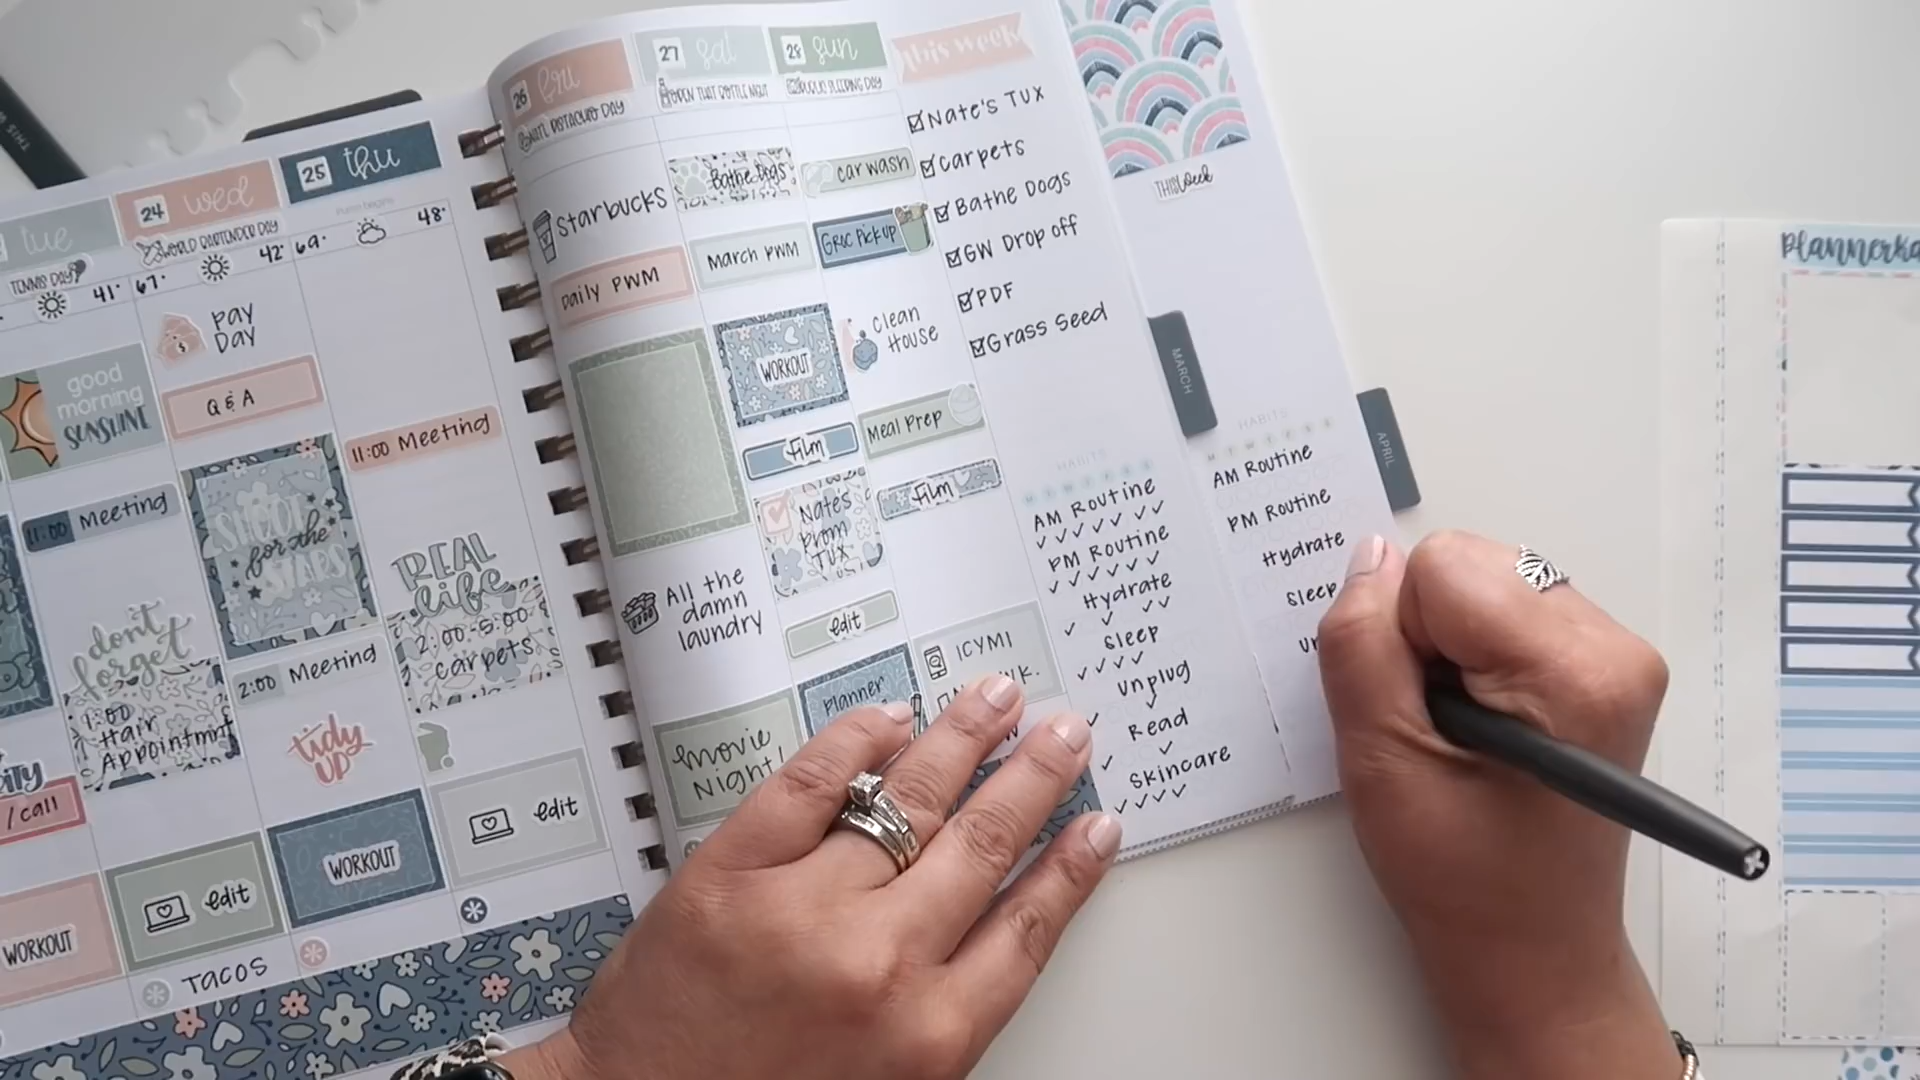 tue
TENNIS DAY
41°
good
morning
SUNSHINE
11:00 Meeting
don't
forget
1:00
Hair
Appointmnt
/call
WORKOUT
edit
TACOS
24 wed
WORLD BARTENDER DAY
67°
42°
PAY
DAY
Q & A
SHOOT
for the
STARS
2:00 Meeting
tidy
UP
WORKOUT
25 thu
69°
48°
11:00 Meeting
REAL
life
2:00-5:00
carpets
edit
26 fri
NATL PISTACHIO DAY
Starbucks
Daily PWM
All the
damn
laundry
movie
Night!
27 sat
OPEN THAT BOTTLE NIGHT
Bathe Dogs
March PWM
WORKOUT
Film
Nate's
Prom
TUX
edit
Planner
28 sun
PUBLIC SLEEPING DAY
car wash
Groc Pick up
Clean
House
Meal Prep
Film
ICYMI
this week
Nate's Tux
Carpets
Bathe Dogs
GW Drop off
PDF
Grass Seed
HABITS
M T W T F S S
AM Routine
PM Routine
Hydrate
Sleep
Unplug
Read
Skincare
THIS Week
MARCH
HABITS
M T W T F S S
AM Routine
PM Routine
Hydrate
Sleep
APRIL